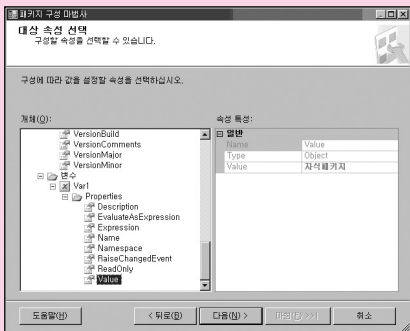 패키지 구성 마법사
대상 속성 선택
구성할 속성을 선택할 수 있습니다.
구성에 따라 값을 설정할 속성을 선택하십시오.
개체(O):
VersionBuild
VersionComments
VersionMajor
VersionMinor
변수
Var1
Properties
Description
EvaluateAsExpression
Expression
Name
Namespace
RaiseChangedEvent
ReadOnly
Value
속성 특성:
일반
Name Value
Type Object
Value 자식패키지
도움말(H)
< 뒤로(B)
다음(N) >
마침(F) >>|
취소